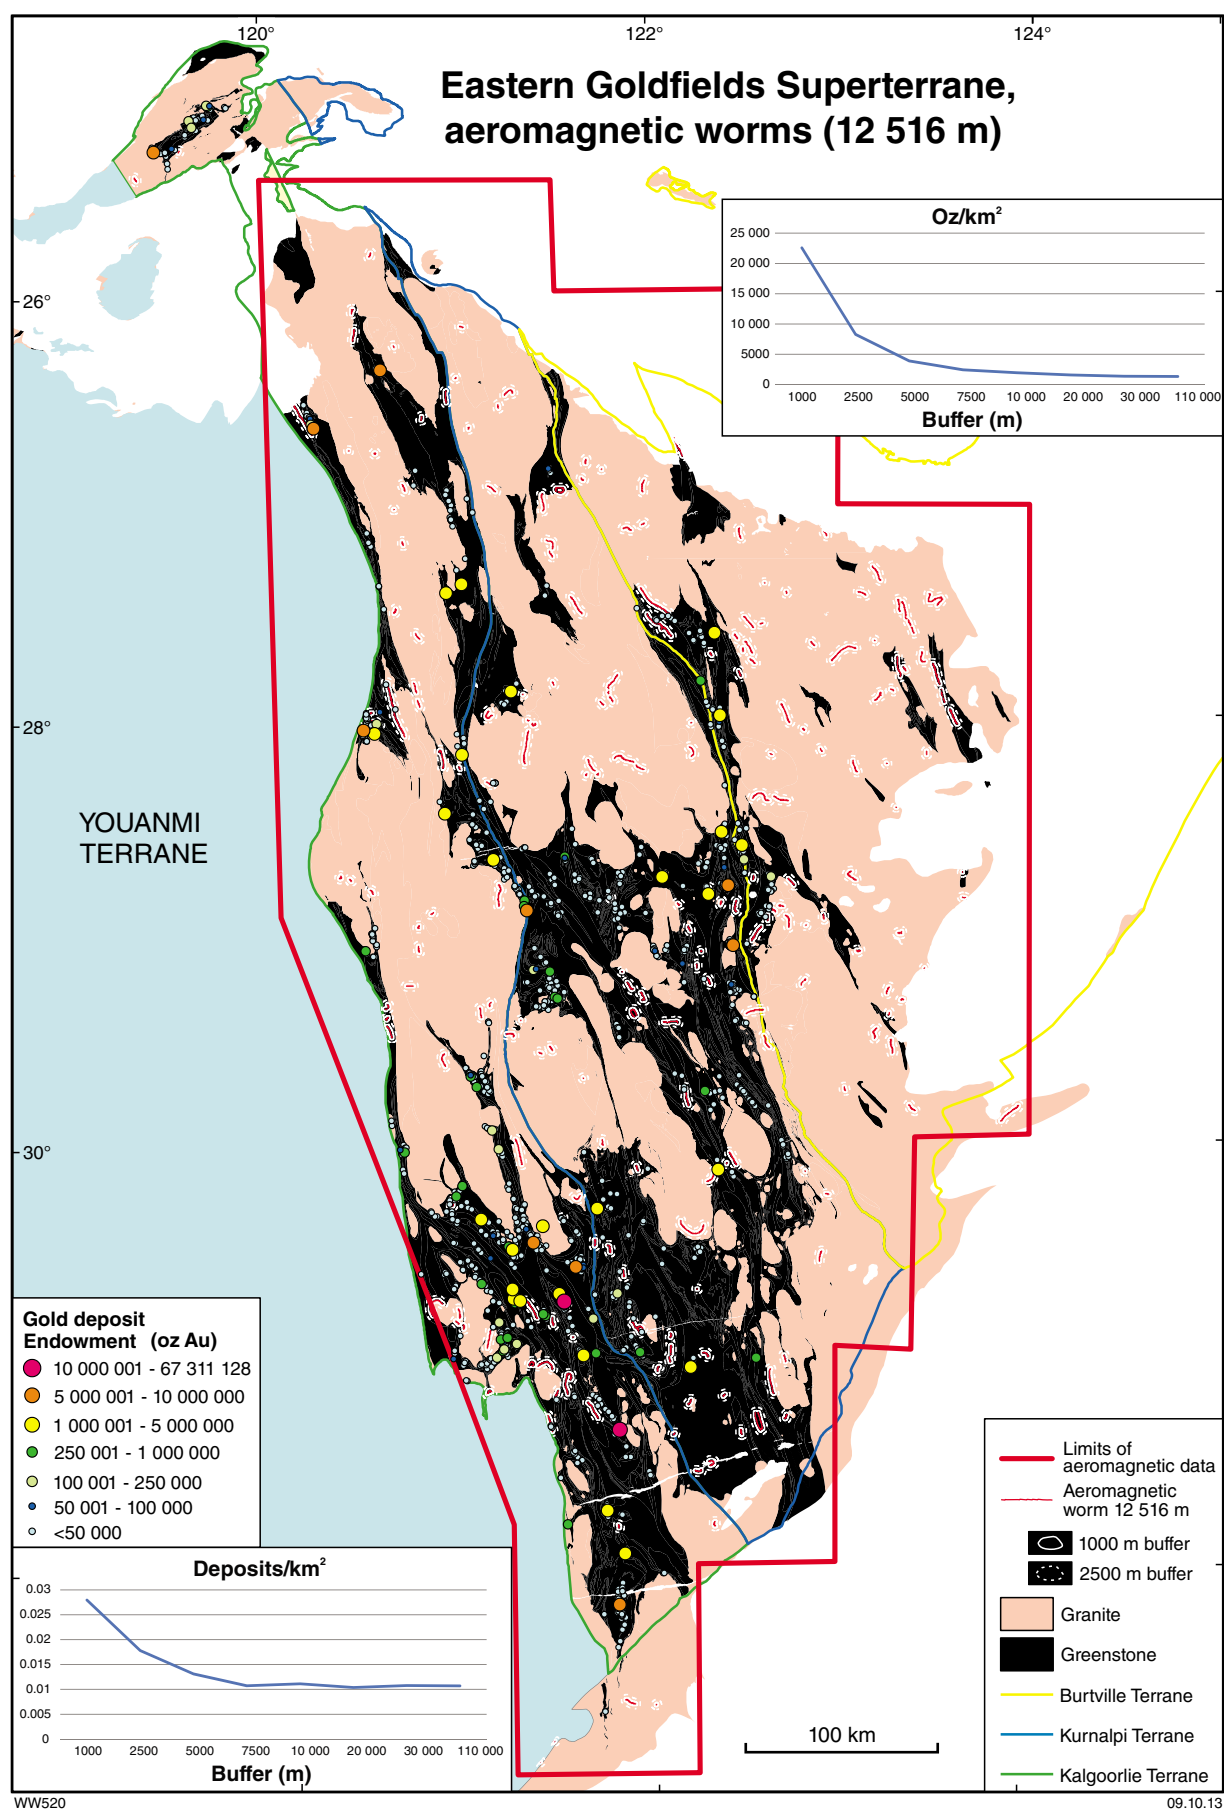 120°
122°
124°
Eastern Goldfields Superterrane,
aeromagnetic worms (12 516 m)
Oz/km²
25 000
20 000
15 000
10 000
5000
0
1000 2500 5000 7500 10 000 20 000 30 000 110 000
Buffer (m)
26°
28°
30°
YOUANMI
TERRANE
Gold deposit
Endowment (oz Au)
10 000 001 - 67 311 128
5 000 001 - 10 000 000
1 000 001 - 5 000 000
250 001 - 1 000 000
100 001 - 250 000
50 001 - 100 000
<50 000
Deposits/km²
0.03
0.025
0.02
0.015
0.01
0.005
0
1000 2500 5000 7500 10 000 20 000 30 000 110 000
Buffer (m)
100 km
Limits of
aeromagnetic data
Aeromagnetic
worm 12 516 m
1000 m buffer
2500 m buffer
Granite
Greenstone
Burtville Terrane
Kurnalpi Terrane
Kalgoorlie Terrane
WW520
09.10.13